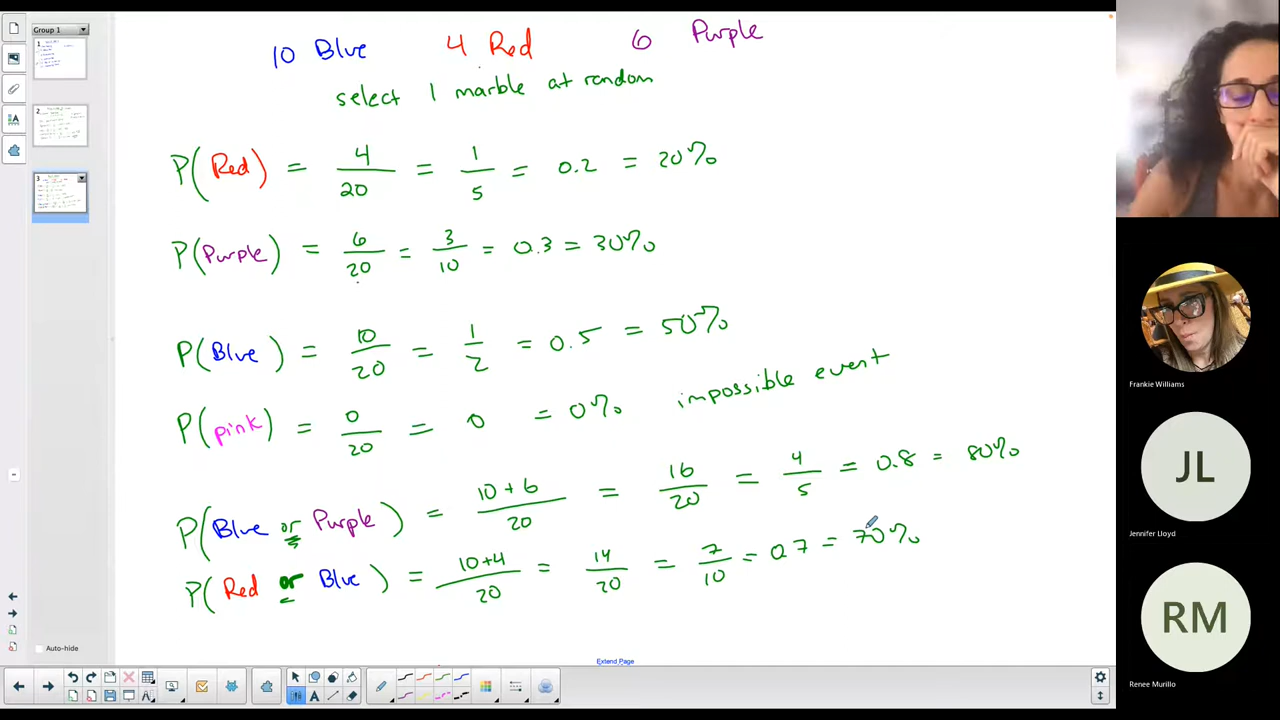 Group 1
1
2
3
10 Blue 4 Red 6 Purple
select 1 marble at random
P(Red) = 4/20 = 1/5 = 0.2 = 20%
P(Purple) = 6/20 = 3/10 = 0.3 = 30%
P(Blue) = 10/20 = 1/2 = 0.5 = 50%
P(pink) = 0/20 = 0 = 0% impossible event
P(Blue or Purple) = 10+6/20 = 16/20 = 4/5 = 0.8 = 80%
P(Red or Blue) = 10+4/20 = 14/20 = 7/10 = 0.7 = 70%
Auto-hide
Extend Page
Frankie Williams
JL
Jennifer Lloyd
RM
Renee Murillo